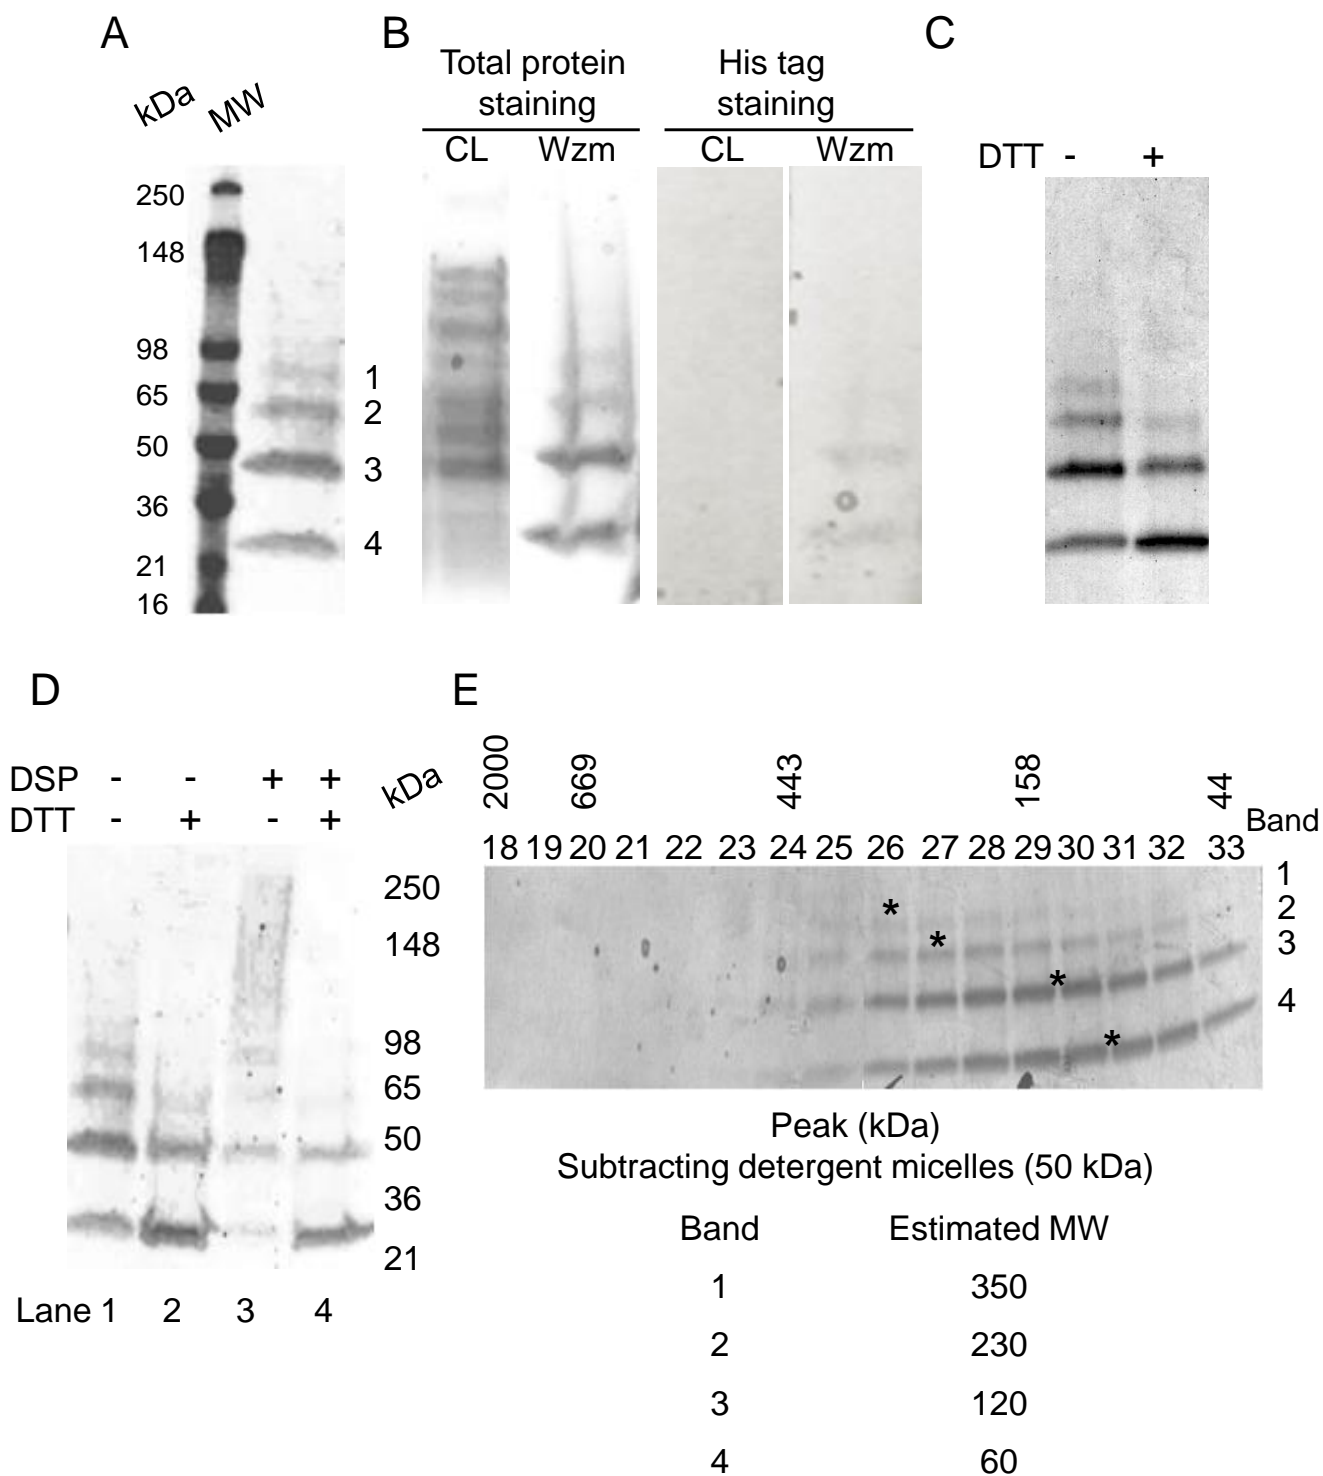 A
kDa MW
250
148
98
65
50
36
21
16
1
2
3
4
B
Total protein staining
His tag staining
CL Wzm CL Wzm
C
DTT - +
D
DSP - - + +
DTT - + - +
kDa
250
148
98
65
50
36
21
Lane 1 2 3 4
E
2000 669 443 158 44
Band
18 19 20 21 22 23 24 25 26 27 28 29 30 31 32 33
1
2
3
4
* * * *
Peak (kDa)
Subtracting detergent micelles (50 kDa)
Band Estimated MW
1 350
2 230
3 120
4 60